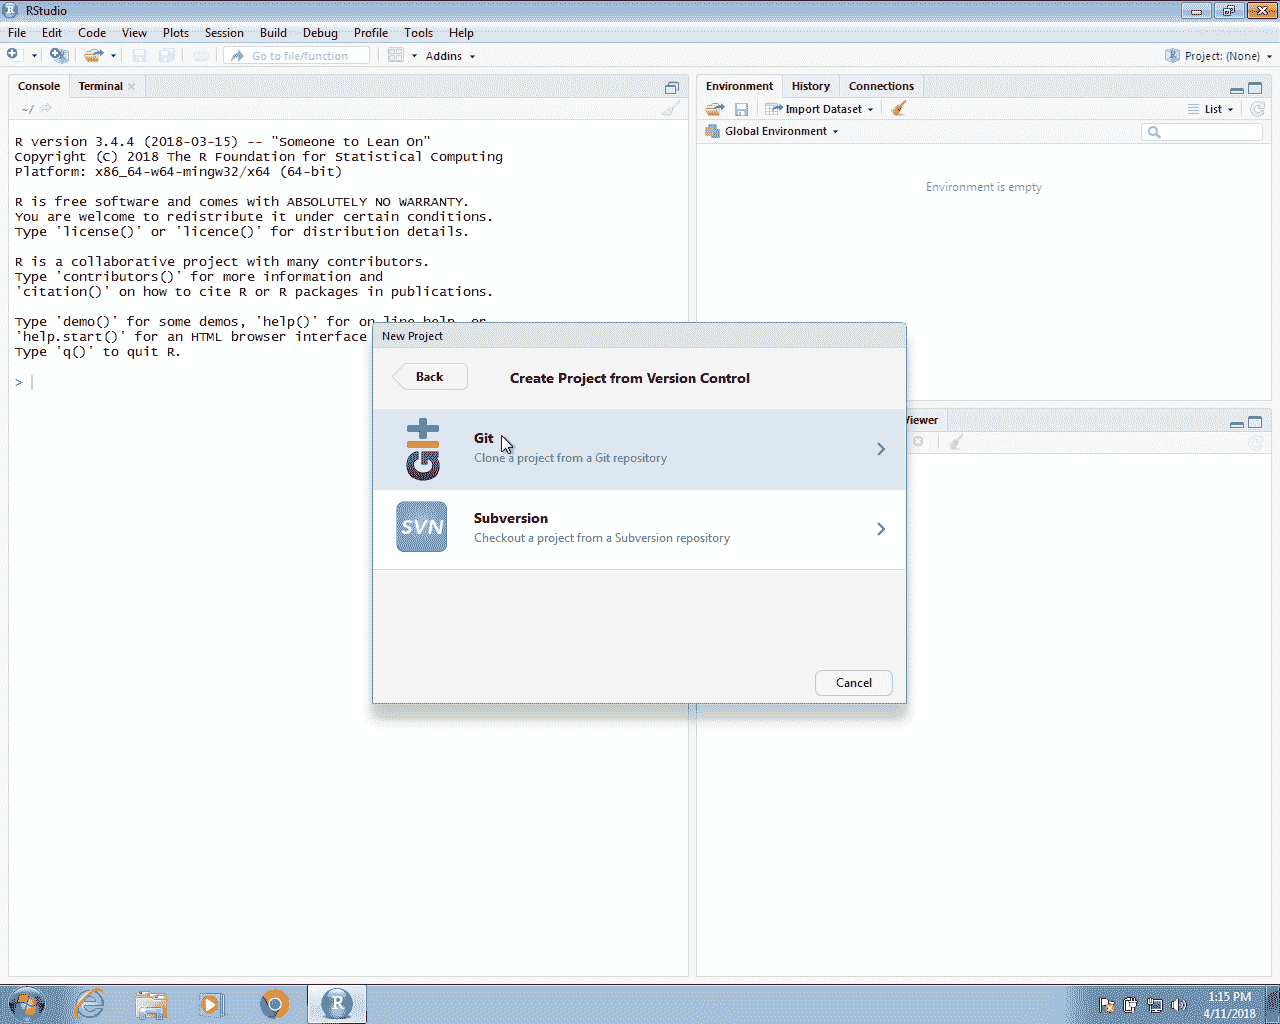 RStudio
File Edit Code View Plots Session Build Debug Profile Tools Help
Go to file/function
Addins
Project: (None)
Console Terminal
~/
R version 3.4.4 (2018-03-15) -- "Someone to Lean On"
Copyright (C) 2018 The R Foundation for Statistical Computing
Platform: x86_64-w64-mingw32/x64 (64-bit)
R is free software and comes with ABSOLUTELY NO WARRANTY.
You are welcome to redistribute it under certain conditions.
Type 'license()' or 'licence()' for distribution details.
R is a collaborative project with many contributors.
Type 'contributors()' for more information and
'citation()' on how to cite R or R packages in publications.
Type 'demo()' for some demos, 'help()' for on-line help, or
'help.start()' for an HTML browser interface
Type 'q()' to quit R.
>
Environment History Connections
Import Dataset
List
Global Environment
Environment is empty
Viewer
New Project
Back
Create Project from Version Control
git
Git
Clone a project from a Git repository
SVN
Subversion
Checkout a project from a Subversion repository
Cancel
R
1:15 PM
4/11/2018